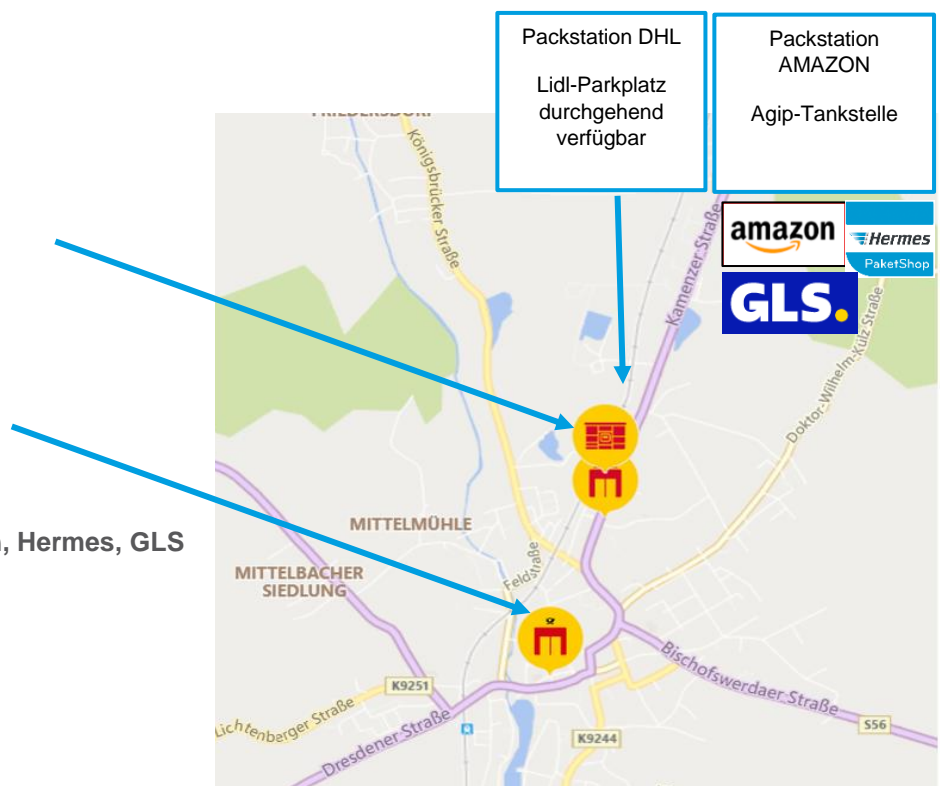 Packstation DHL
Lidl-Parkplatz
durchgehend
verfügbar
Packstation
AMAZON
Agip-Tankstelle
amazon
Hermes
PaketShop
GLS.
Königsbrücker Straße
Kamenzer Straße
Doktor-Wilhelm-Külz-Straße
MITTELMÜHLE
, Hermes, GLS
Feldstraße
MITTELBACHER
SIEDLUNG
Bischofswerdaer Straße
K9251
Lichtenberger Straße
Dresdener Straße
S56
K9244